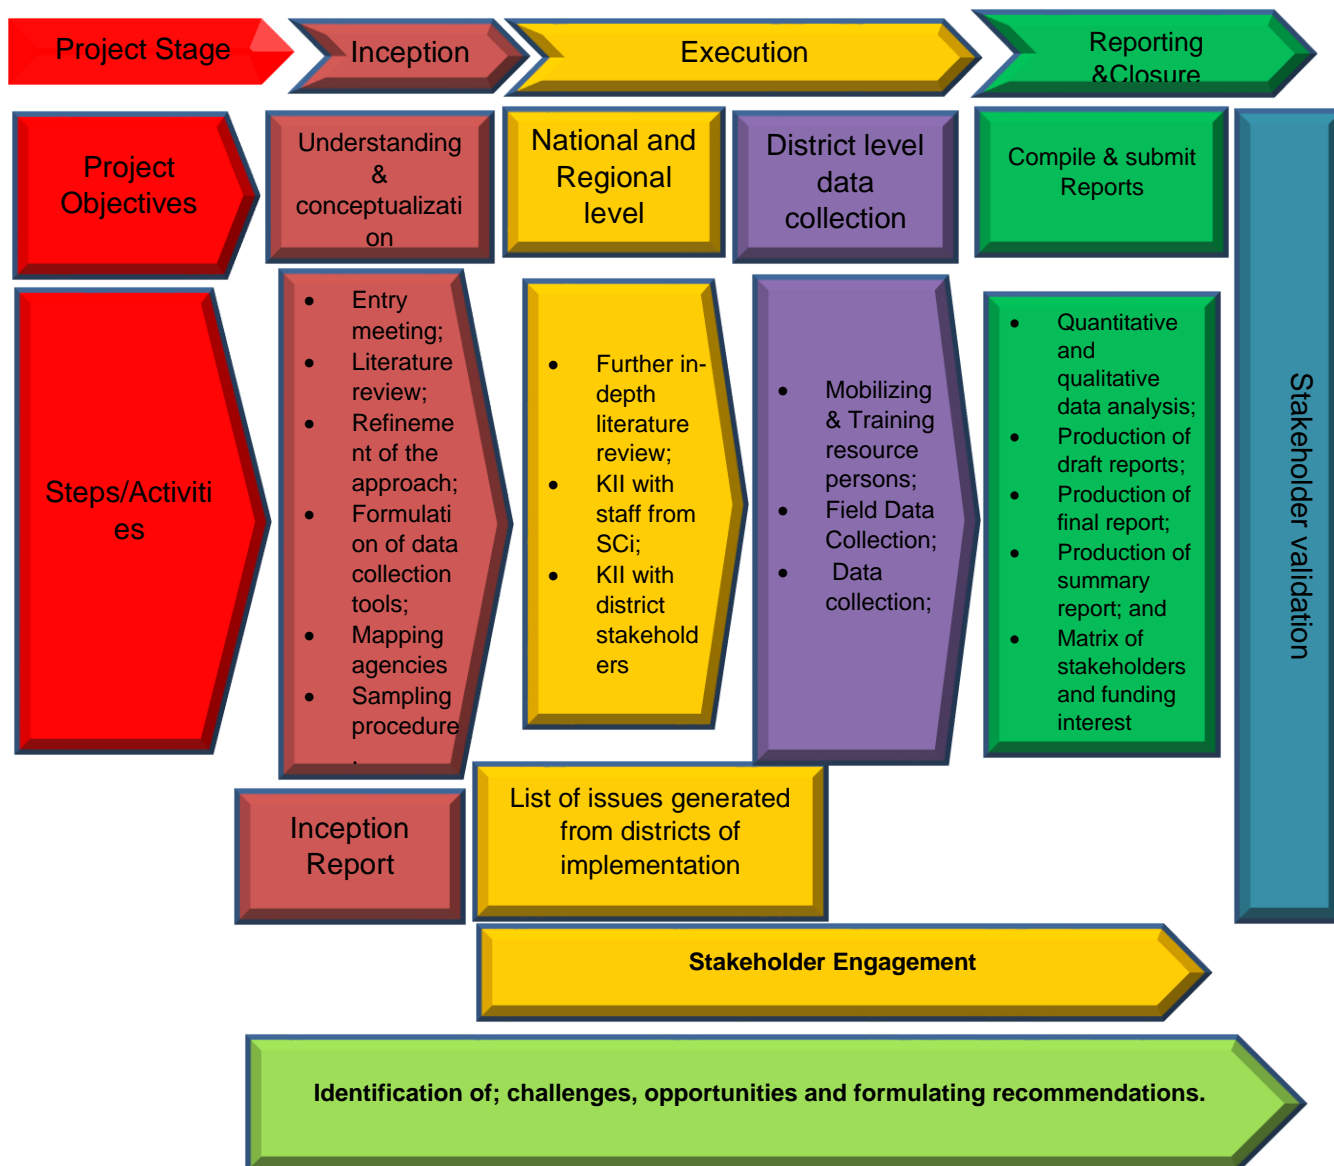 Project Stage
Inception
Execution
Reporting
&Closure
Project
Objectives
Understanding
&
conceptualizati
on
National and
Regional
level
District level
data
collection
Compile & submit
Reports
Steps/Activiti
es
• Entry
meeting;
• Literature
review;
• Refineme
nt of the
approach;
• Formulati
on of data
collection
tools;
• Mapping
agencies
• Sampling
procedure
.
• Further in-
depth
literature
review;
• KII with
staff from
SCi;
• KII with
district
stakehold
ers
• Mobilizing
& Training
resource
persons;
• Field Data
Collection;
• Data
collection;
• Quantitative
and
qualitative
data analysis;
• Production of
draft reports;
• Production of
final report;
• Production of
summary
report; and
• Matrix of
stakeholders
and funding
interest
Stakeholder validation
Inception
Report
List of issues generated
from districts of
implementation
Stakeholder Engagement
Identification of; challenges, opportunities and formulating recommendations.